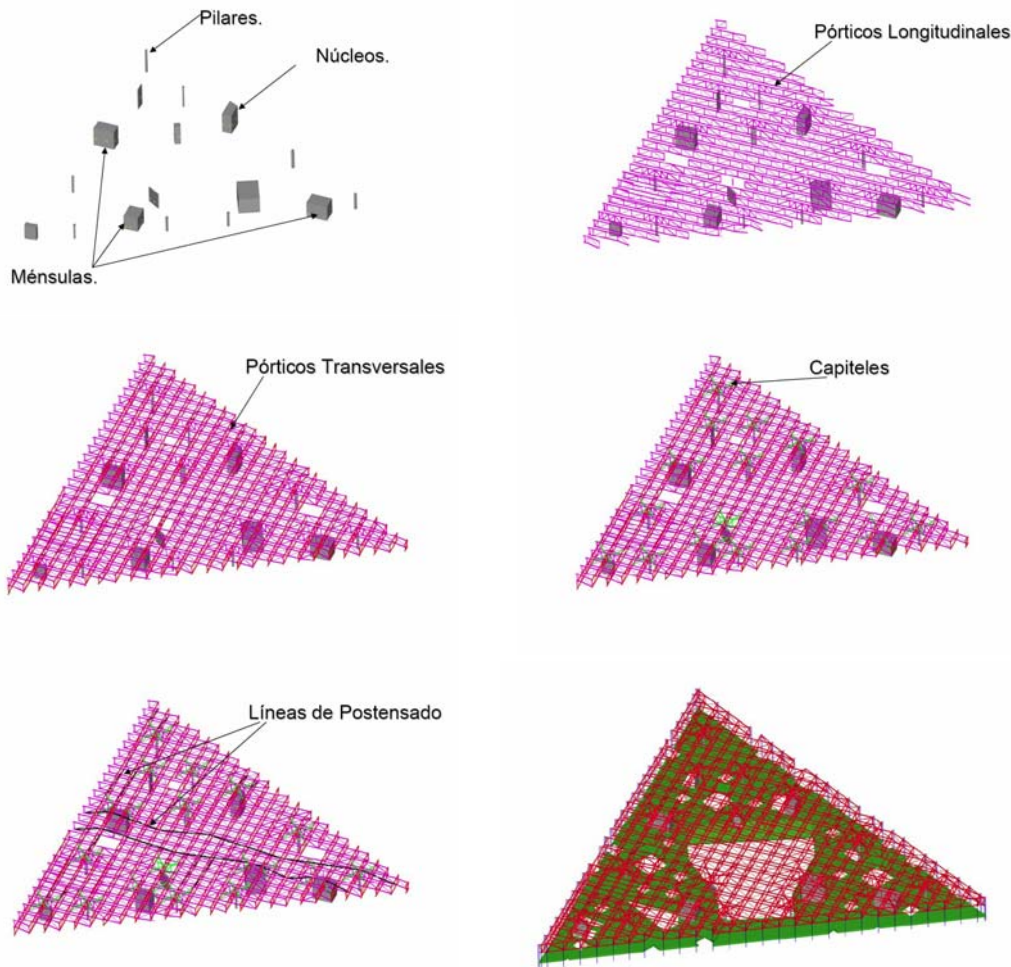 Pilares.
Núcleos.
Ménsulas.
Pórticos Longitudinales
Pórticos Transversales
Capiteles
Líneas de Postensado